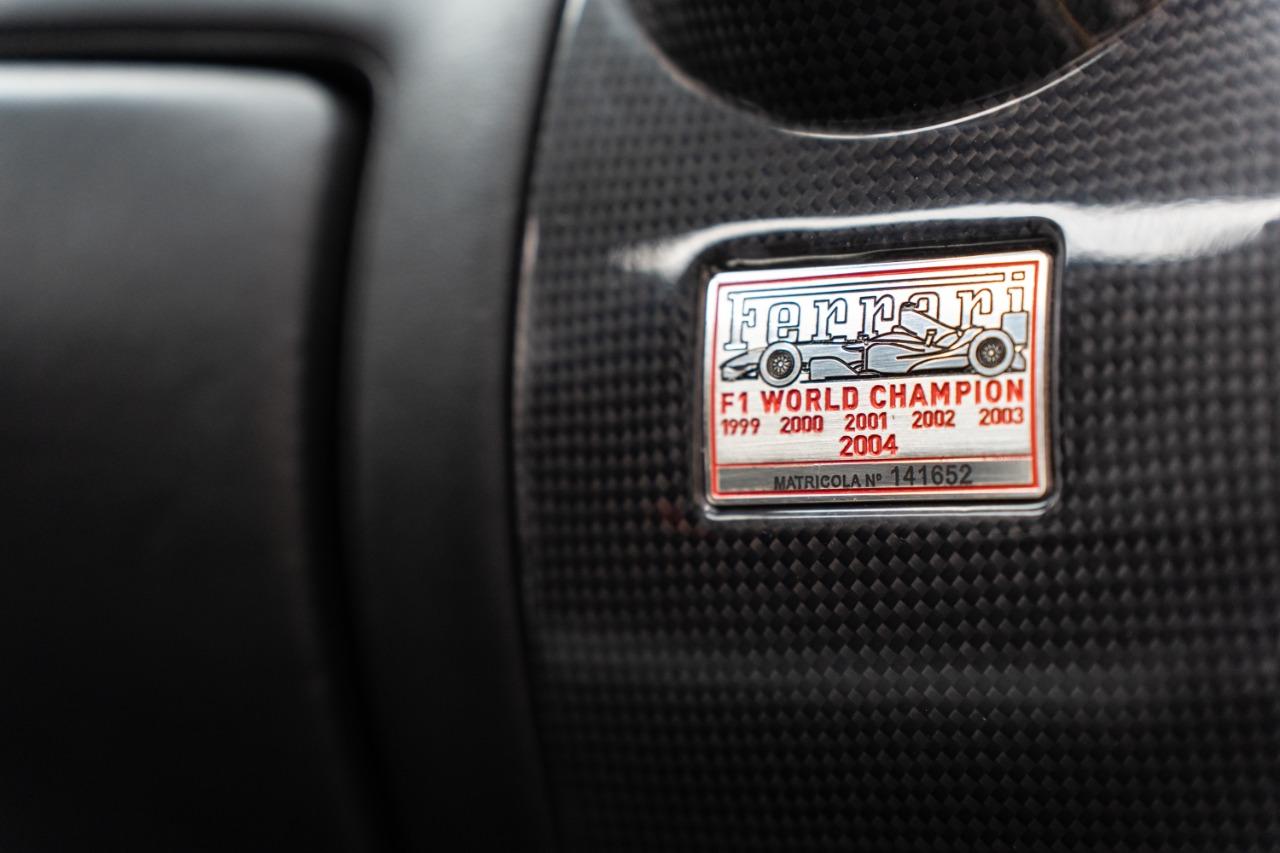 Ferrari
F1 WORLD CHAMPION
1999 2000 2001 2002 2003
2004
MATRICOLA Nº 141652